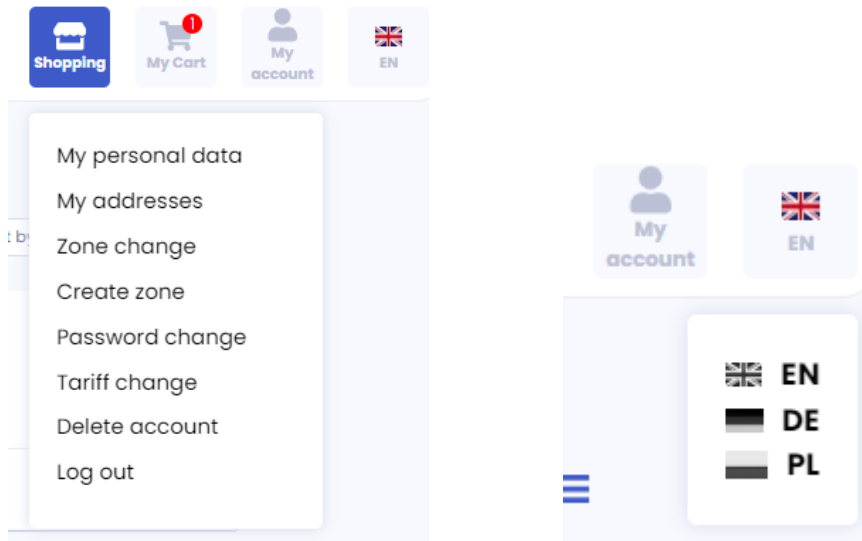 Shopping
1
My Cart
My
account
EN
My personal data
My addresses
Zone change
Create zone
Password change
Tariff change
Delete account
Log out
My
account
EN
EN
DE
PL